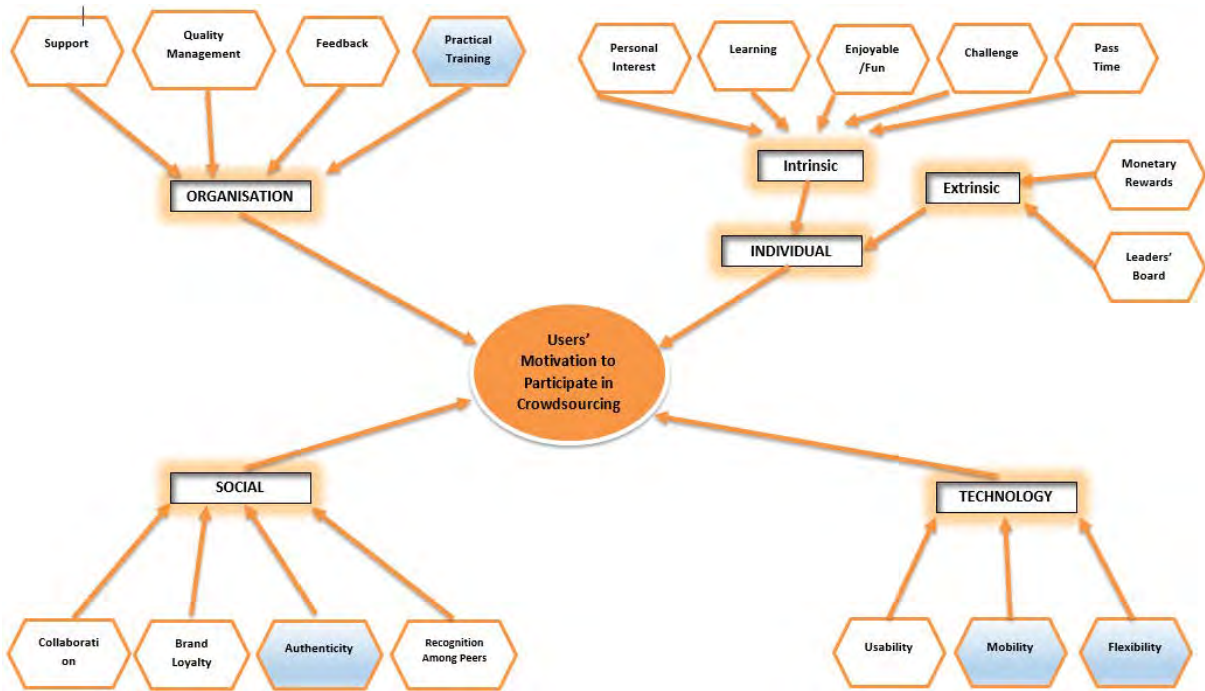 Support
Quality
Management
Feedback
Practical
Training
Personal
Interest
Learning
Enjoyable
/Fun
Challenge
Pass
Time
Intrinsic
Extrinsic
Monetary
Rewards
Leaders'
Board
ORGANISATION
INDIVIDUAL
Users'
Motivation to
Participate in
Crowdsourcing
SOCIAL
TECHNOLOGY
Collaborati
on
Brand
Loyalty
Authenticity
Recognition
Among Peers
Usability
Mobility
Flexibility